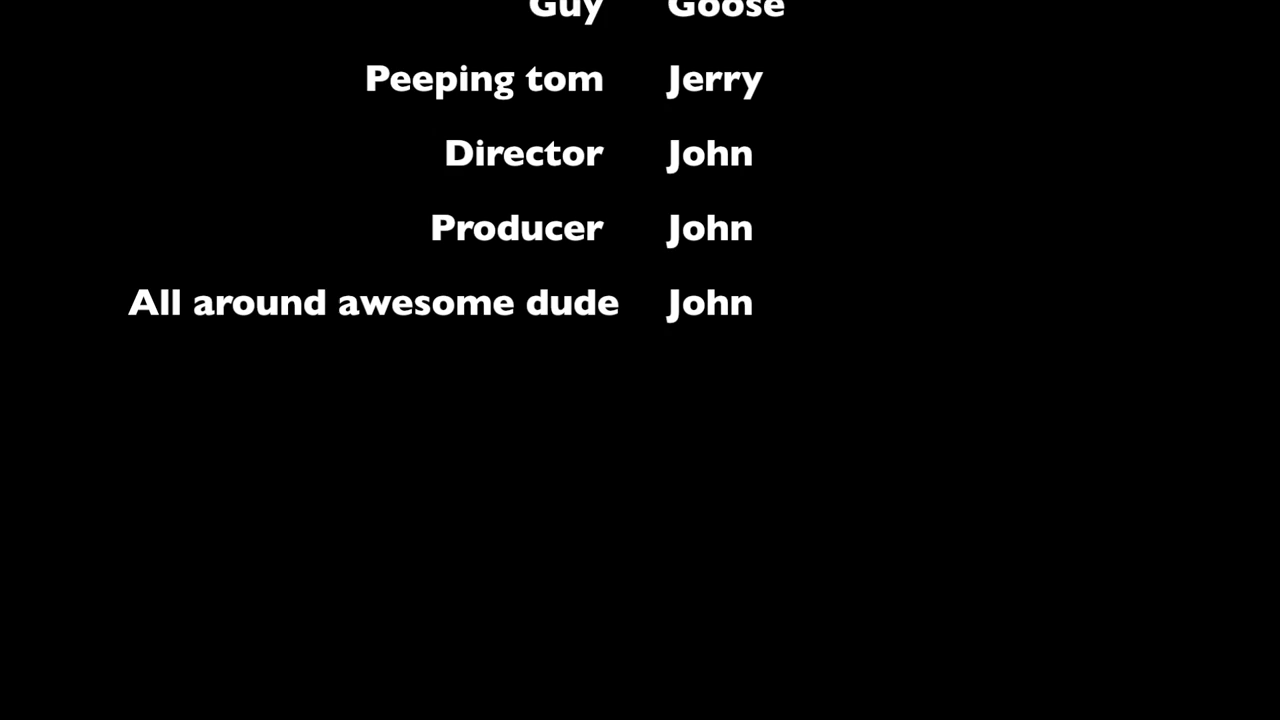 Guy Goose
Peeping tom Jerry
Director John
Producer John
All around awesome dude John